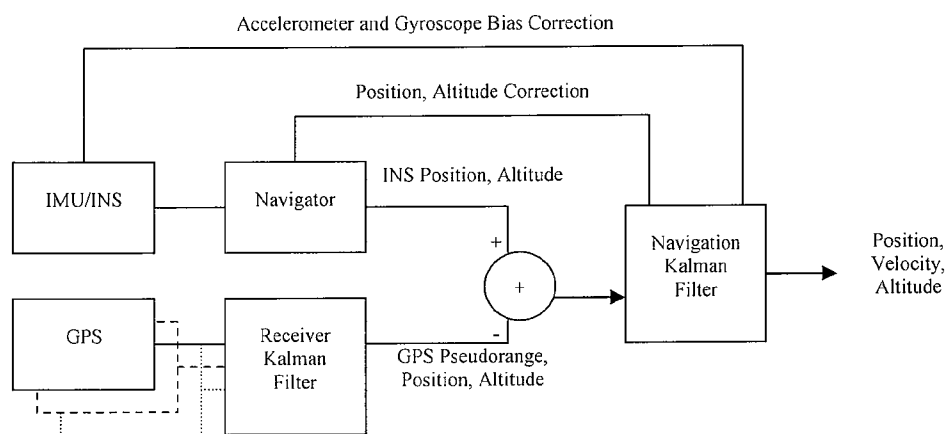 Accelerometer and Gyroscope Bias Correction
Position, Altitude Correction
IMU/INS
Navigator
INS Position, Altitude
+
+
-
Navigation
Kalman
Filter
Position,
Velocity,
Altitude
GPS
Receiver
Kalman
Filter
GPS Pseudorange,
Position, Altitude